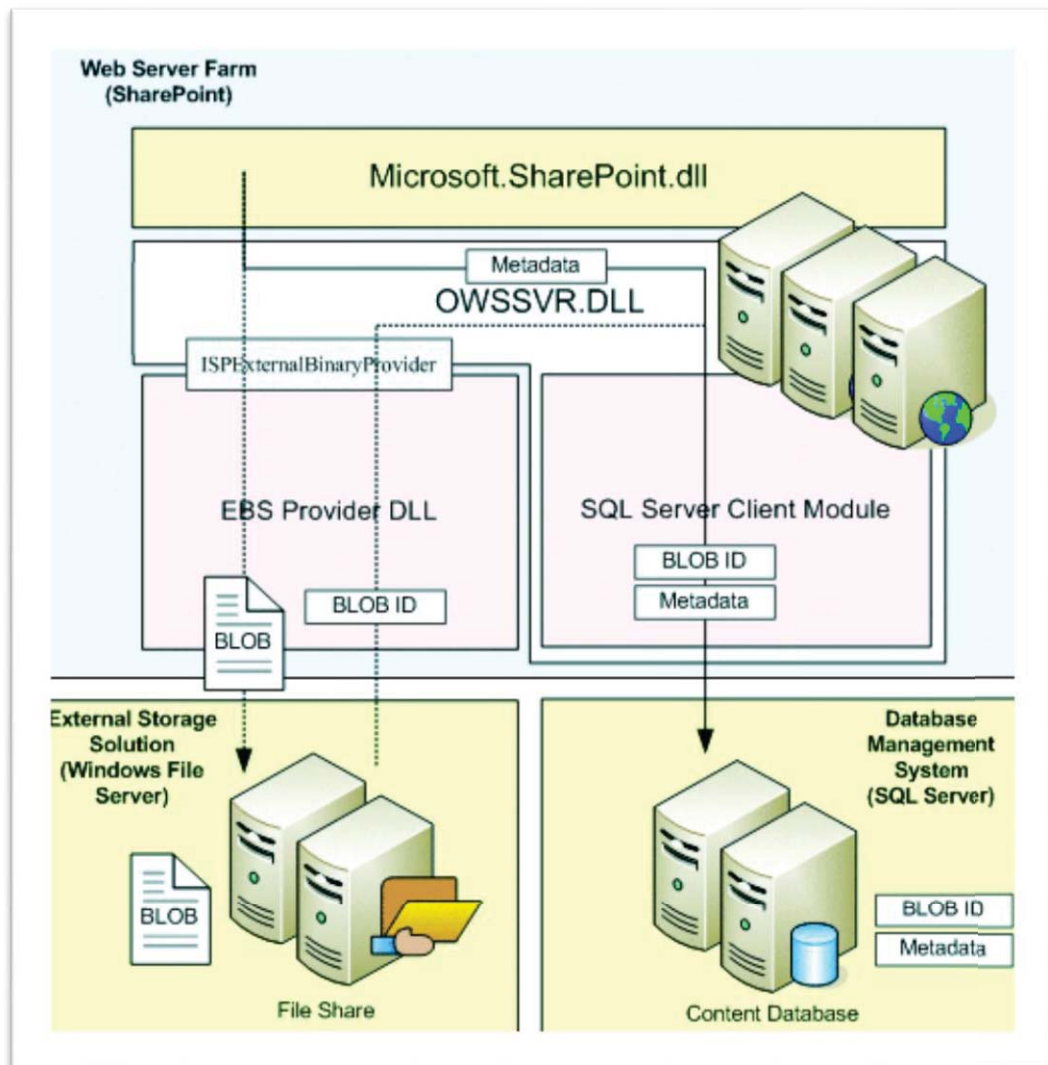 Web Server Farm
(SharePoint)
Microsoft.SharePoint.dll
Metadata
OWSSVR.DLL
ISPExternalBinaryProvider
EBS Provider DLL
SQL Server Client Module
BLOB ID
Metadata
BLOB
BLOB ID
External Storage
Solution
(Windows File
Server)
BLOB
File Share
Database
Management
System
(SQL Server)
BLOB ID
Metadata
Content Database